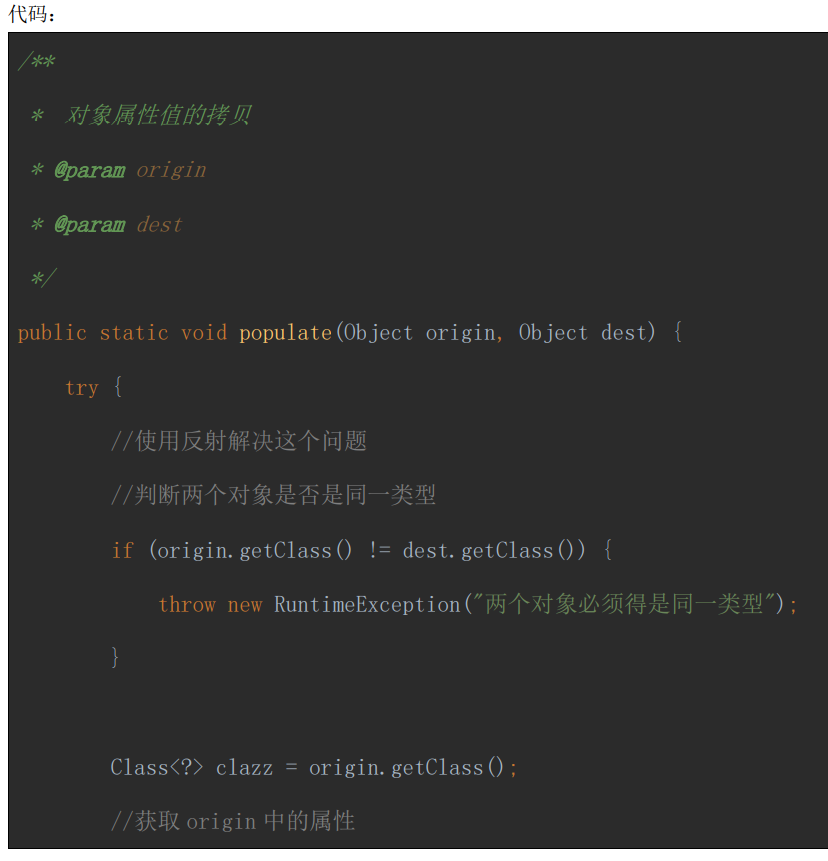 代码：
/**
 *  对象属性值的拷贝
 * @param origin
 * @param dest
 */
public static void populate(Object origin, Object dest) {
    try {
        //使用反射解决这个问题
        //判断两个对象是否是同一类型
        if (origin.getClass() != dest.getClass()) {
            throw new RuntimeException("两个对象必须得是同一类型");
        }
        Class<?> clazz = origin.getClass();
        //获取 origin 中的属性